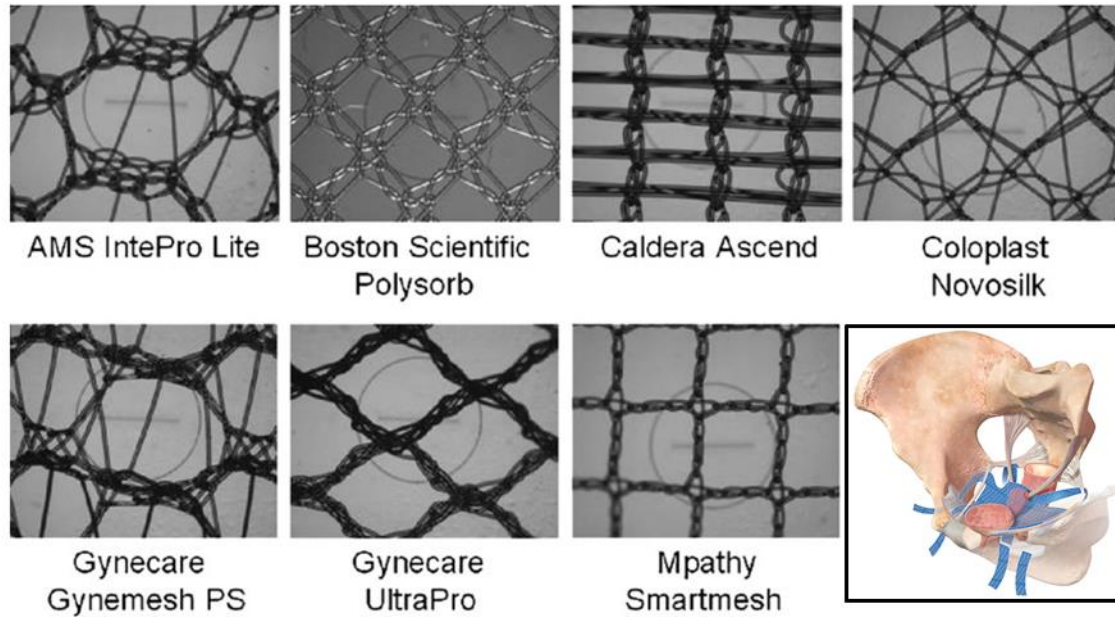 AMS IntePro Lite
Boston Scientific
Polysorb
Caldera Ascend
Coloplast
Novosilk
Gynecare
Gynemesh PS
Gynecare
UltraPro
Mpathy
Smartmesh